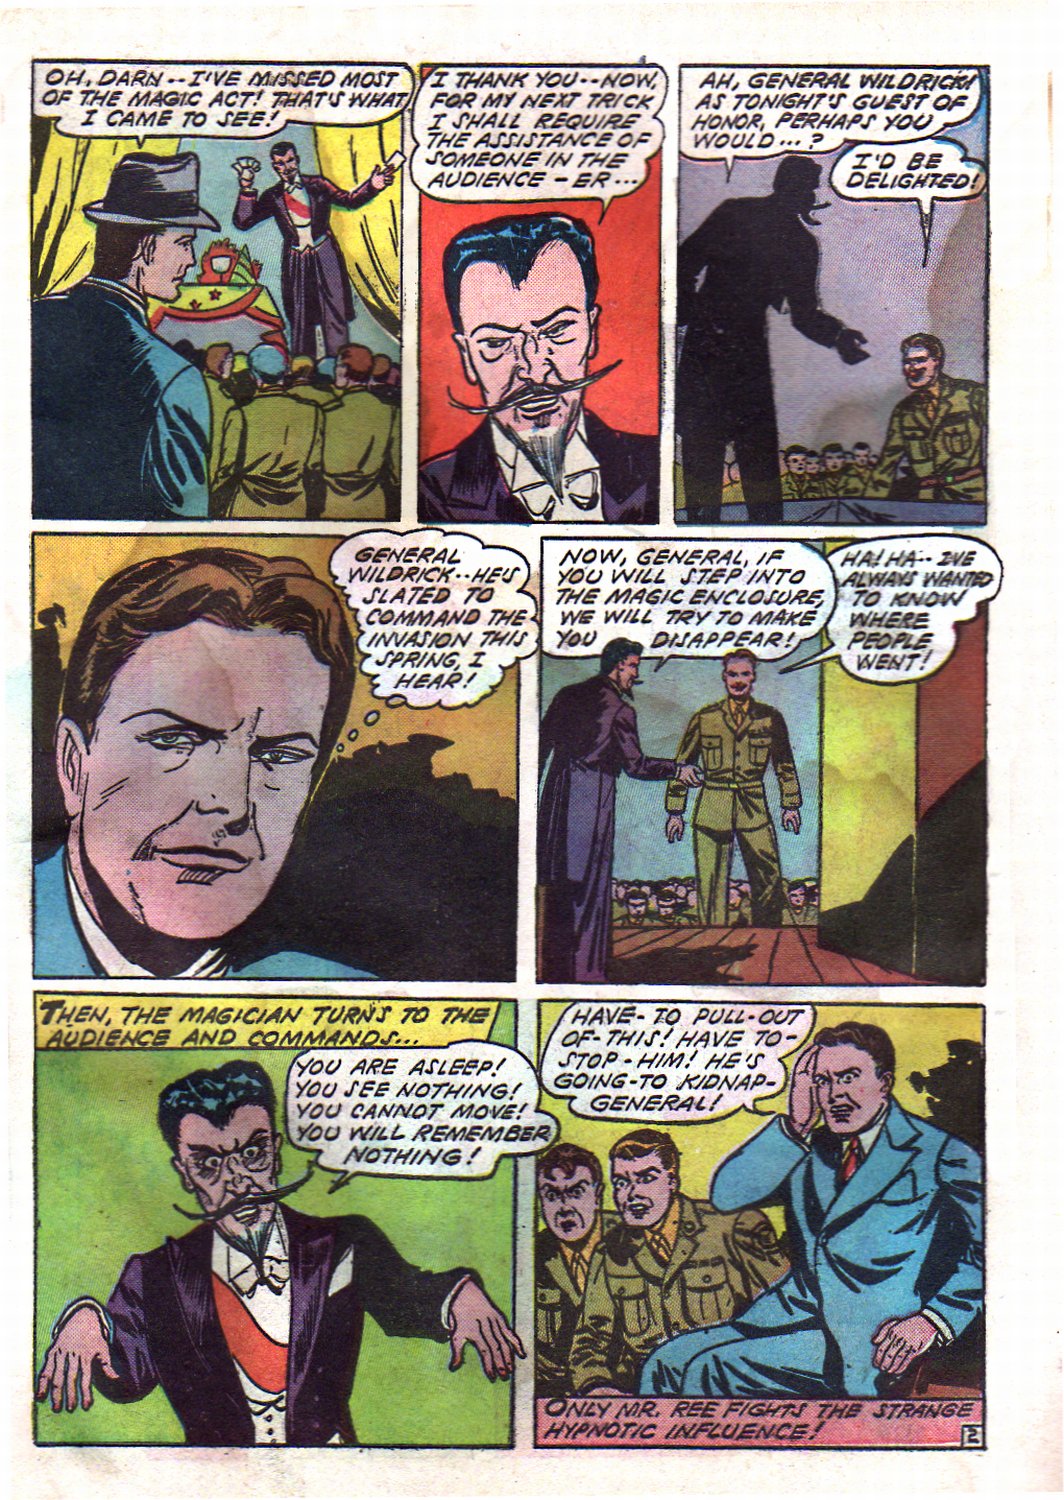 OH, DARN -- I'VE MISSED MOST
OF THE MAGIC ACT! THAT'S WHAT
I CAME TO SEE!
I THANK YOU -- NOW,
FOR MY NEXT TRICK
I SHALL REQUIRE
THE ASSISTANCE OF
SOMEONE IN THE
AUDIENCE - ER...
AH, GENERAL WILDRICK!
AS TONIGHT'S GUEST OF
HONOR, PERHAPS YOU
WOULD...?
I'D BE
DELIGHTED!
GENERAL
WILDRICK -- HE'S
SLATED TO
COMMAND THE
INVASION THIS
SPRING, I
HEAR!
NOW, GENERAL, IF
YOU WILL STEP INTO
THE MAGIC ENCLOSURE,
WE WILL TRY TO MAKE
YOU DISAPPEAR!
HA! HA -- I'VE
ALWAYS WANTED
TO KNOW
WHERE
PEOPLE
WENT!
THEN, THE MAGICIAN TURNS TO THE
AUDIENCE AND COMMANDS...
YOU ARE ASLEEP!
YOU SEE NOTHING!
YOU CANNOT MOVE!
YOU WILL REMEMBER
NOTHING!
HAVE-TO PULL-OUT
OF-THIS! HAVE TO-
STOP-HIM! HE'S
GOING-TO KIDNAP-
GENERAL!
ONLY MR. REE FIGHTS THE STRANGE
HYPNOTIC INFLUENCE!
2